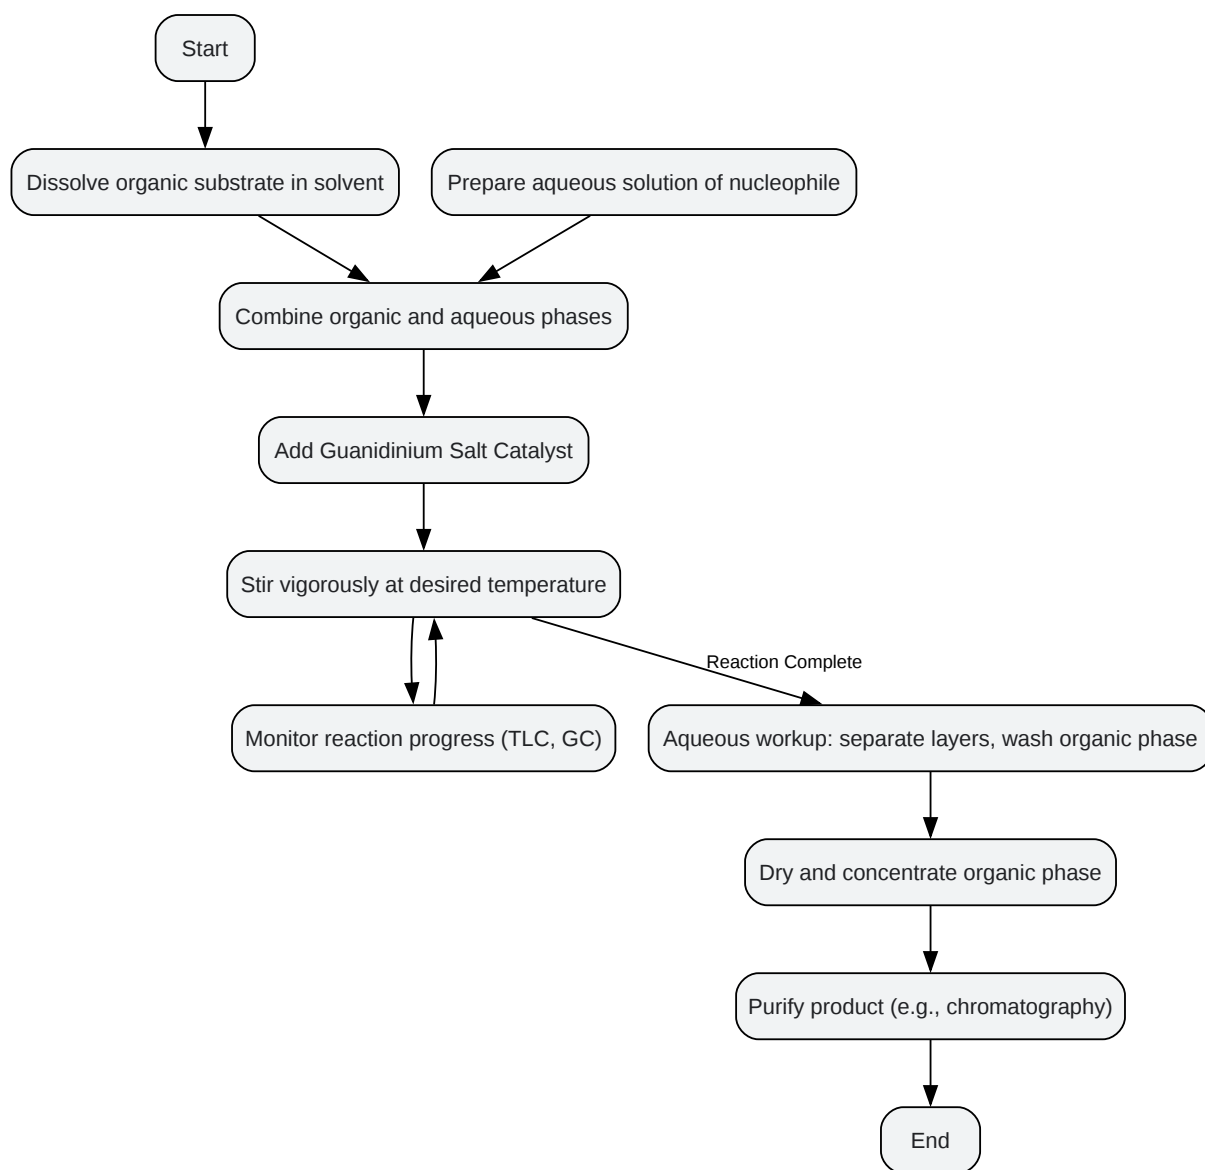 Start
Dissolve organic substrate in solvent
Prepare aqueous solution of nucleophile
Combine organic and aqueous phases
Add Guanidinium Salt Catalyst
Stir vigorously at desired temperature
Reaction Complete
Monitor reaction progress (TLC, GC)
Aqueous workup: separate layers, wash organic phase
Dry and concentrate organic phase
Purify product (e.g., chromatography)
End